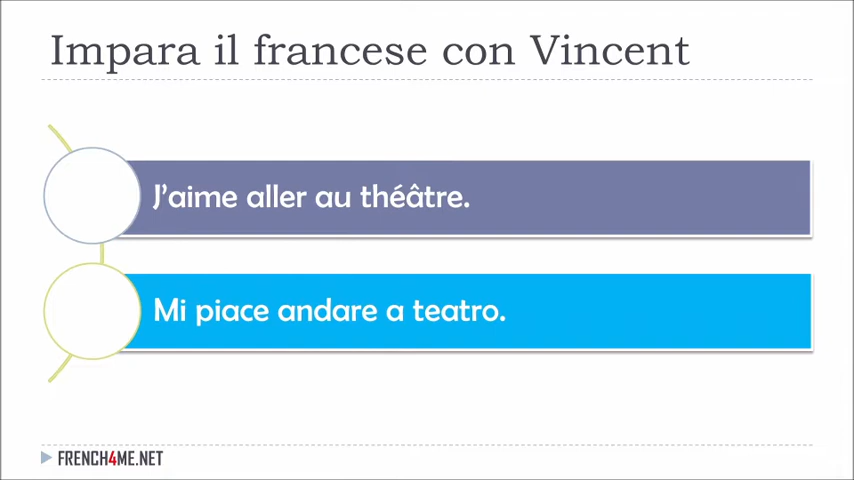 Impara il francese con Vincent
J’aime aller au théâtre.
Mi piace andare a teatro.
FRENCH4ME.NET